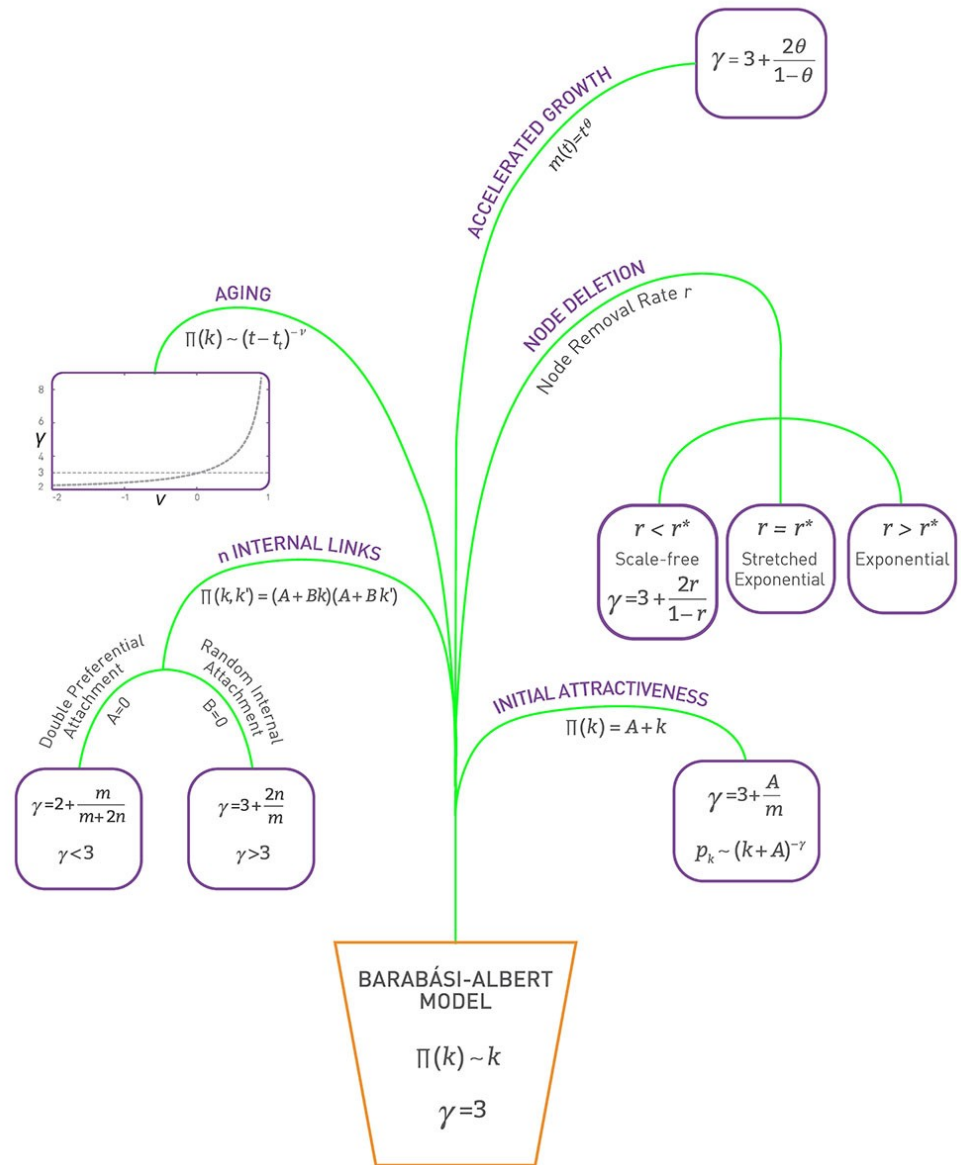 γ = 3 + 2θ/(1−θ)
ACCELERATED GROWTH
m(t)=t^θ
NODE DELETION
Node Removal Rate r
AGING
Π(k) ~ (t−t_t)^−ν
8
6
γ
4
3
2
-2
-1
0
1
ν
r < r*
Scale-free
γ=3+2r/(1−r)
r = r*
Stretched
Exponential
r > r*
Exponential
n INTERNAL LINKS
Π(k,k') = (A+Bk)(A+Bk')
Double Preferential
Attachment
A=0
Random Internal
Attachment
B=0
γ=2+m/(m+2n)
γ<3
γ=3+2n/m
γ>3
INITIAL ATTRACTIVENESS
Π(k) = A+k
γ=3+A/m
p_k ~ (k+A)^−γ
BARABÁSI-ALBERT
MODEL
Π(k) ~ k
γ=3